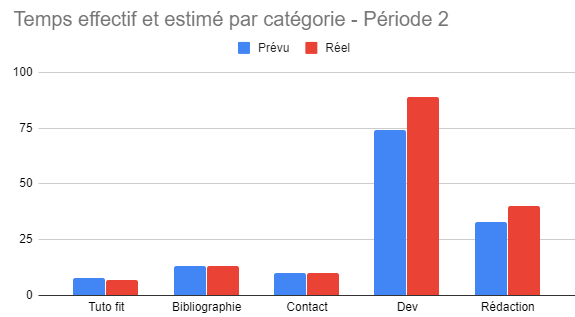 Temps effectif et estimé par catégorie - Période 2
Prévu Réel
100
75
50
25
0
Tuto fit Bibliographie Contact Dev Rédaction